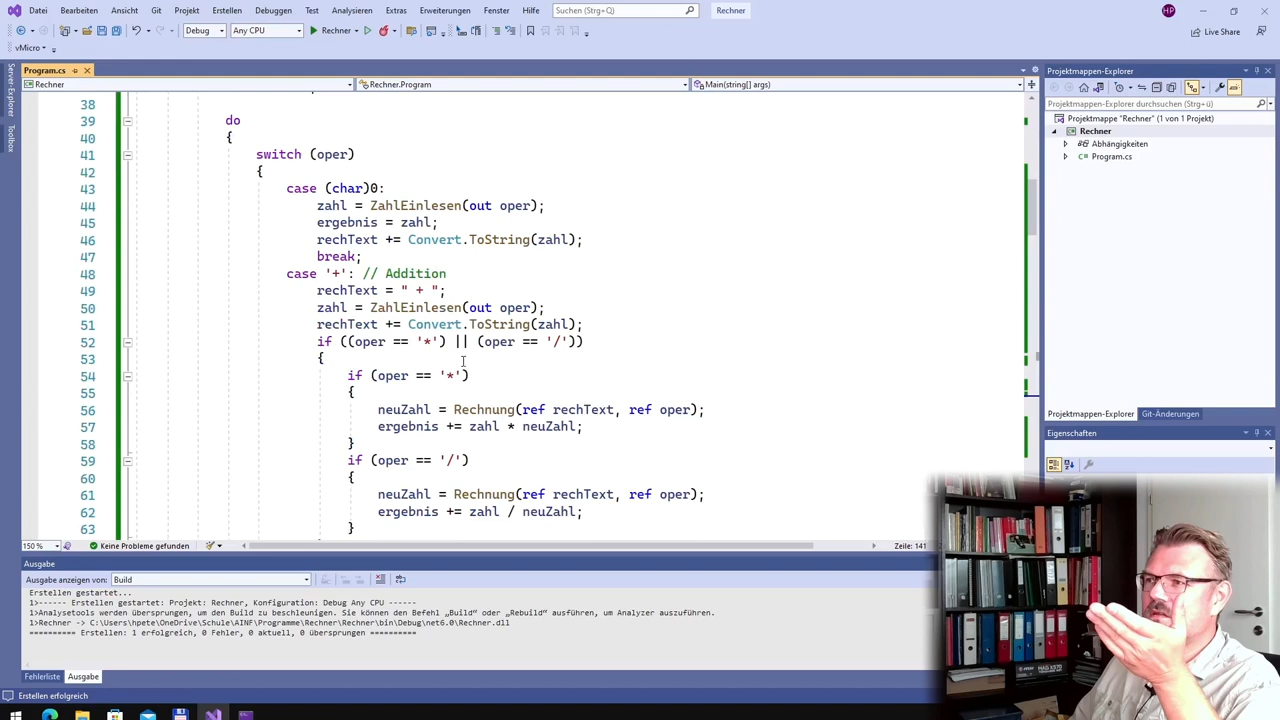 Datei Bearbeiten Ansicht Git Projekt Erstellen Debuggen Test Analysieren Extras Erweiterungen Fenster Hilfe Suchen (Strg+Q) Rechner HP
Debug Any CPU Rechner Live Share
vMicro
Server-Explorer
Toolbox
Program.cs
Rechner Rechner.Program Main(string[] args)
38
39 do
40 {
41 switch (oper)
42 {
43 case (char)0:
44 zahl = ZahlEinlesen(out oper);
45 ergebnis = zahl;
46 rechText += Convert.ToString(zahl);
47 break;
48 case '+': // Addition
49 rechText = " + ";
50 zahl = ZahlEinlesen(out oper);
51 rechText += Convert.ToString(zahl);
52 if ((oper == '*') || (oper == '/'))
53 {
54 if (oper == '*')
55 {
56 neuZahl = Rechnung(ref rechText, ref oper);
57 ergebnis += zahl * neuZahl;
58 }
59 if (oper == '/')
60 {
61 neuZahl = Rechnung(ref rechText, ref oper);
62 ergebnis += zahl / neuZahl;
63 }
150 % Keine Probleme gefunden Zeile: 141
Ausgabe
Ausgabe anzeigen von: Build
Erstellen gestartet...
1>------ Erstellen gestartet: Projekt: Rechner, Konfiguration: Debug Any CPU ------
1>Analysetools werden übersprungen, um den Build zu beschleunigen. Sie können den Befehl „Build“ oder „Rebuild“ ausführen, um Analyzer auszuführen.
1>Rechner -> C:\Users\hpete\OneDrive\Schule\AINF\Programme\Rechner\Rechner\bin\Debug\net6.0\Rechner.dll
========== Erstellen: 1 erfolgreich, 0 Fehler, 0 aktuell, 0 übersprungen ==========
Fehlerliste Ausgabe
Erstellen erfolgreich
Projektmappen-Explorer
Projektmappen-Explorer durchsuchen (Strg+ü)
Projektmappe "Rechner" (1 von 1 Projekt)
Rechner
Abhängigkeiten
Program.cs
Projektmappen-Explorer Git-Änderungen
Eigenschaften